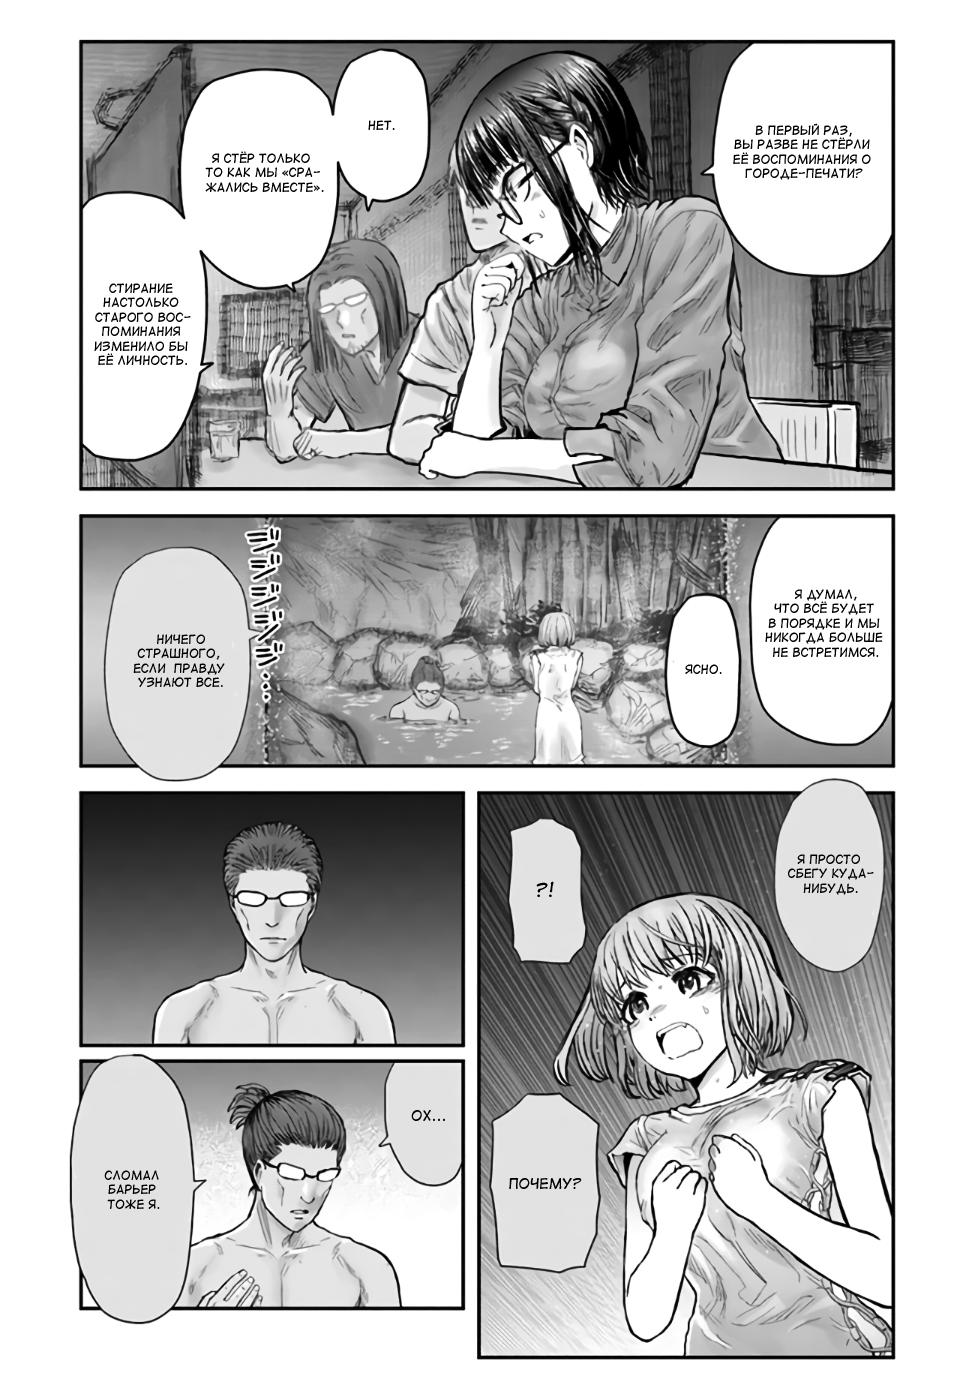 В ПЕРВЫЙ РАЗ,
ВЫ РАЗВЕ НЕ СТЁРЛИ
ЕЁ ВОСПОМИНАНИЯ О
ГОРОДЕ-ПЕЧАТИ?
НЕТ.
Я СТЁР ТОЛЬКО
ТО КАК МЫ «СРА-
ЖАЛИСЬ ВМЕСТЕ».
СТИРАНИЕ
НАСТОЛЬКО
СТАРОГО ВОС-
ПОМИНАНИЯ
ИЗМЕНИЛО БЫ
ЕЁ ЛИЧНОСТЬ.
Я ДУМАЛ,
ЧТО ВСЁ БУДЕТ
В ПОРЯДКЕ И МЫ
НИКОГДА БОЛЬШЕ
НЕ ВСТРЕТИМСЯ.
ЯСНО.
НИЧЕГО
СТРАШНОГО,
ЕСЛИ ПРАВДУ
УЗНАЮТ ВСЕ.
Я ПРОСТО
СБЕГУ КУДА-
НИБУДЬ.
?!
ПОЧЕМУ?
ОХ...
СЛОМАЛ
БАРЬЕР
ТОЖЕ Я.